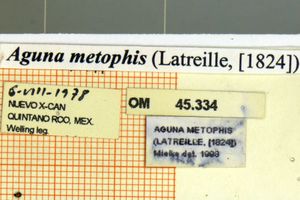 Aguna metophis (Latreille, [1824])
6-VIII-1978
NUEVO X-CAN
QUINTANO RICO, MEX.
Welling leg.
OM 45.334
AGUNA METOPHIS
(LATREILLE, [1824])
Mielke det. 1998